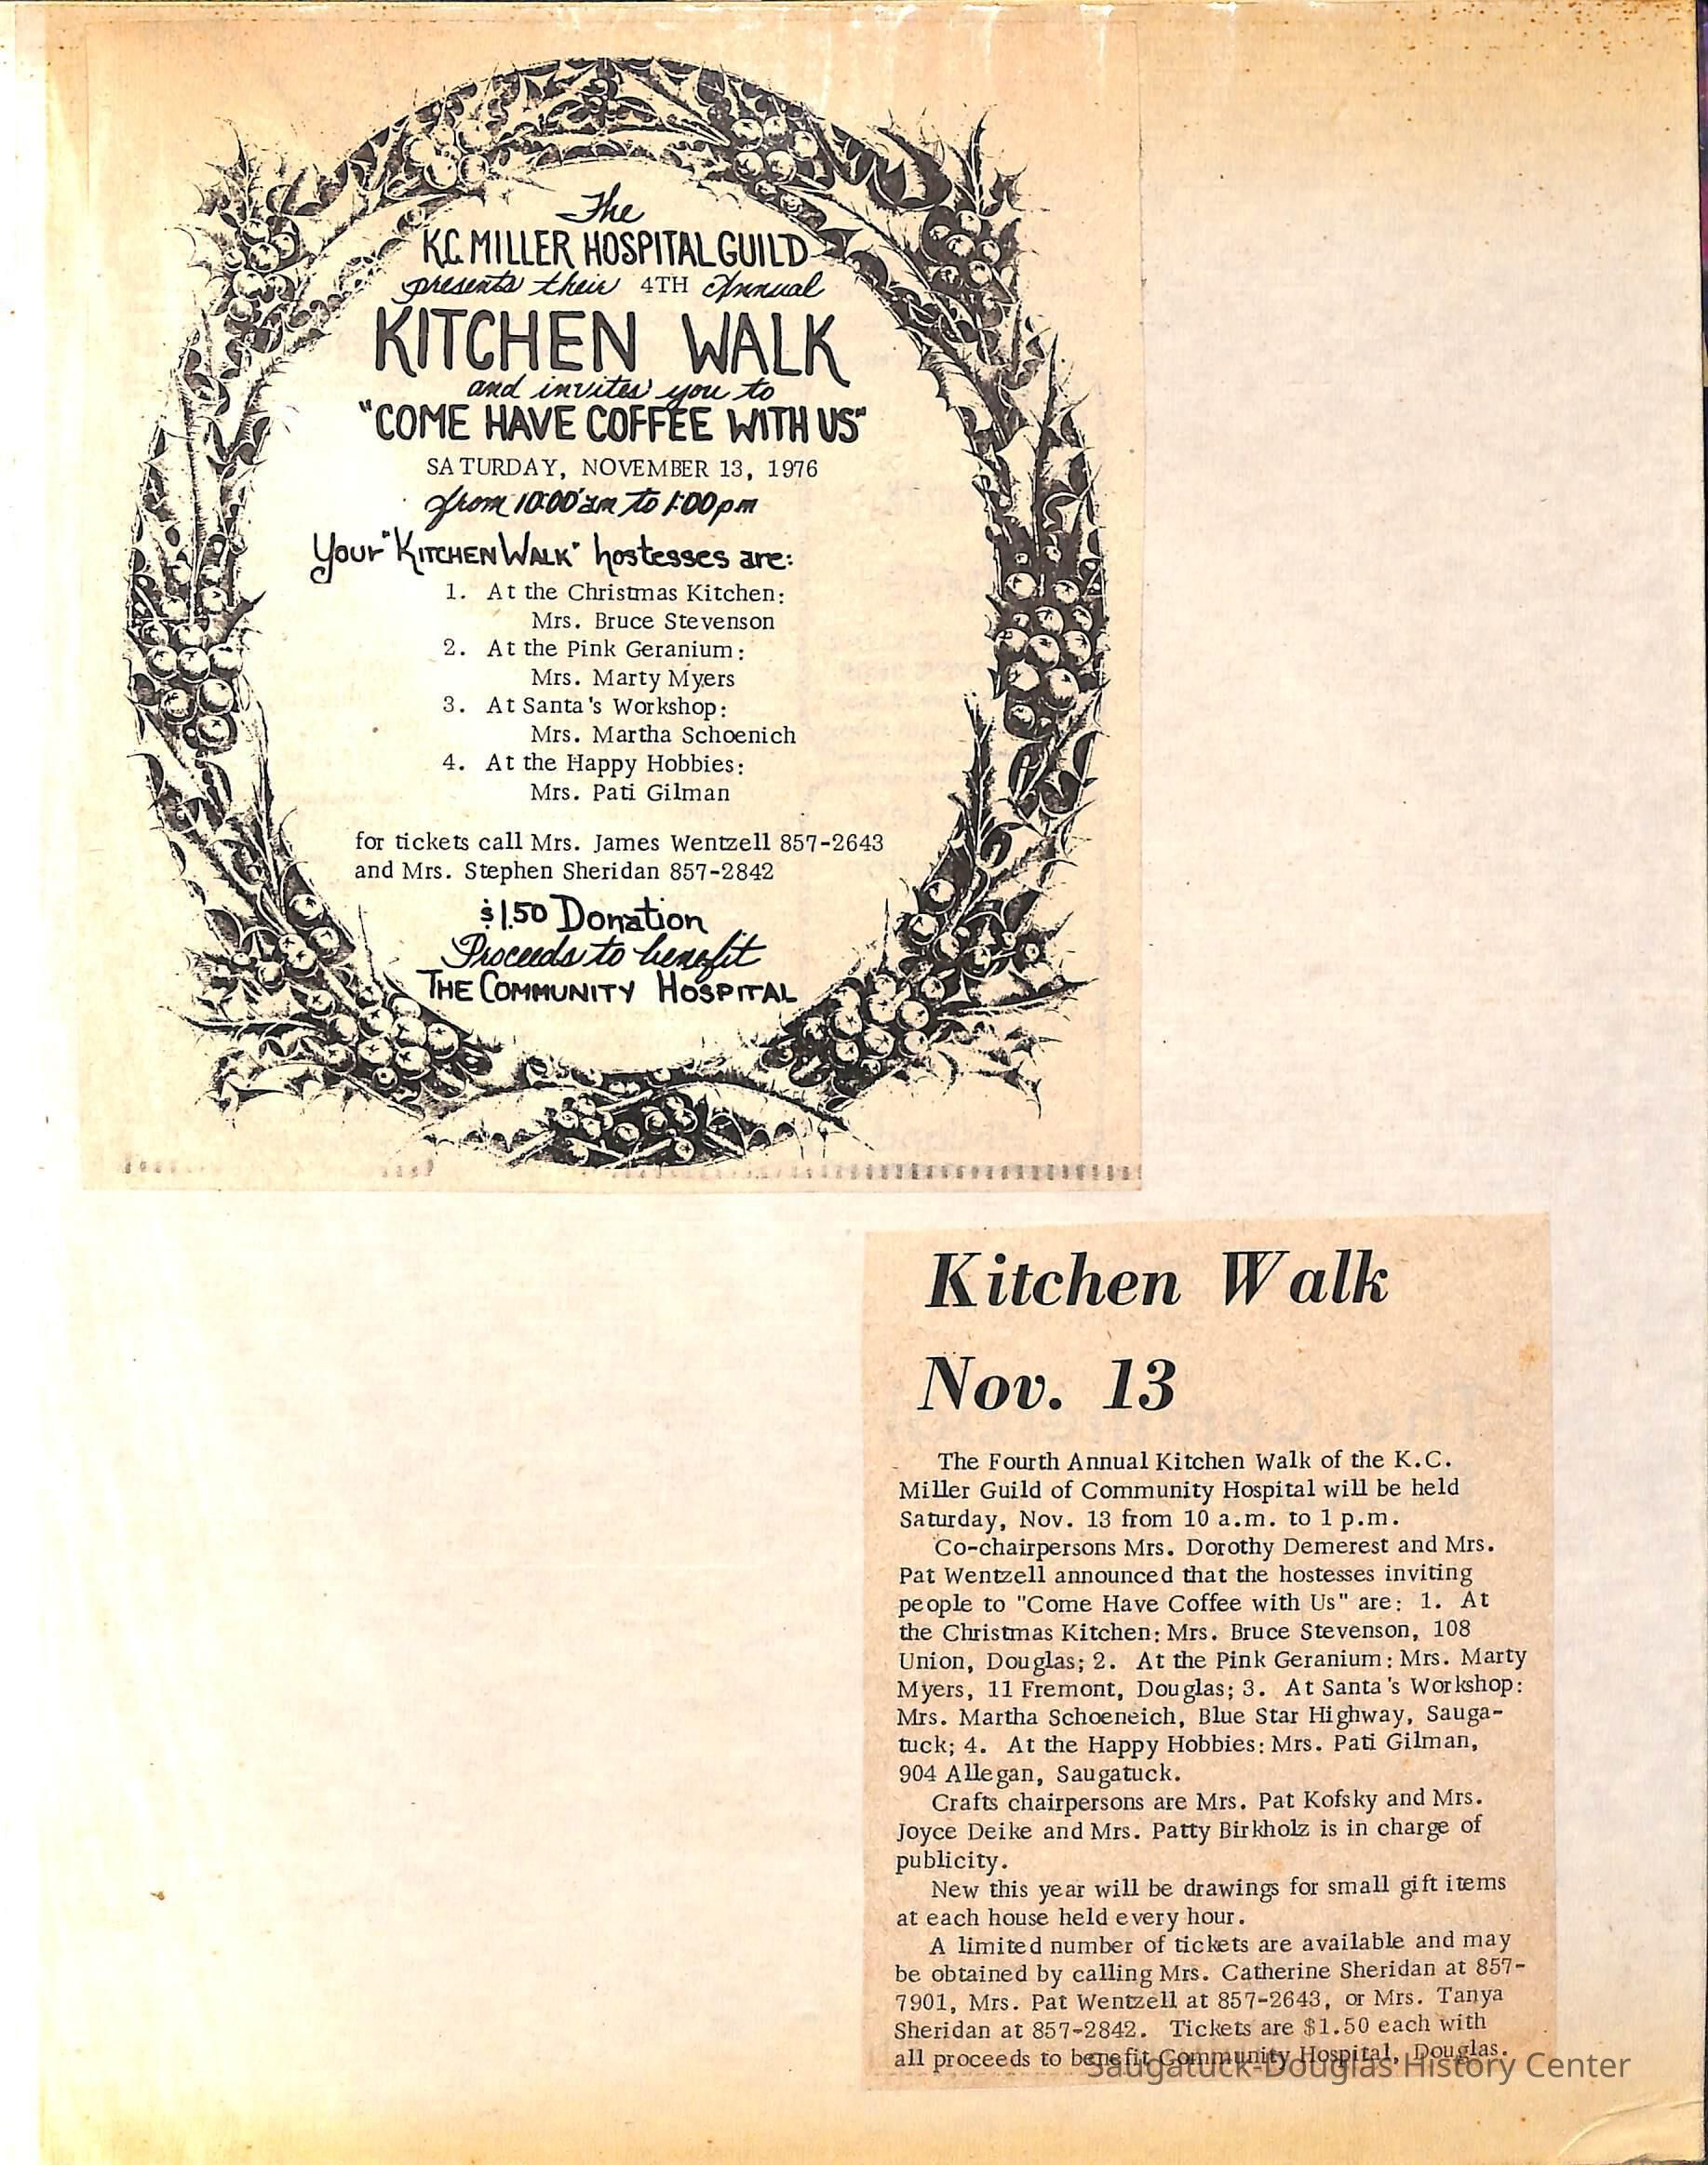 The
K.C. MILLER HOSPITAL GUILD
presents their 4TH Annual
KITCHEN WALK
and invites you to
"COME HAVE COFFEE WITH US"
SATURDAY, NOVEMBER 13, 1976
from 10:00 am to 1:00 pm
Your "KITCHEN WALK" hostesses are:
1. At the Christmas Kitchen:
Mrs. Bruce Stevenson
2. At the Pink Geranium:
Mrs. Marty Myers
3. At Santa's Workshop:
Mrs. Martha Schoenich
4. At the Happy Hobbies:
Mrs. Pati Gilman
for tickets call Mrs. James Wentzell 857-2643
and Mrs. Stephen Sheridan 857-2842
$1.50 Donation
Proceeds to benefit
THE COMMUNITY HOSPITAL
Kitchen Walk
Nov. 13
The Fourth Annual Kitchen Walk of the K.C.
Miller Guild of Community Hospital will be held
Saturday, Nov. 13 from 10 a.m. to 1 p.m.
Co-chairpersons Mrs. Dorothy Demerest and Mrs.
Pat Wentzell announced that the hostesses inviting
people to "Come Have Coffee with Us" are: 1. At
the Christmas Kitchen: Mrs. Bruce Stevenson, 108
Union, Douglas; 2. At the Pink Geranium: Mrs. Marty
Myers, 11 Fremont, Douglas; 3. At Santa's Workshop:
Mrs. Martha Schoeneich, Blue Star Highway, Sauga-
tuck; 4. At the Happy Hobbies: Mrs. Pati Gilman,
904 Allegan, Saugatuck.
Crafts chairpersons are Mrs. Pat Kofsky and Mrs.
Joyce Deike and Mrs. Patty Birkholz is in charge of
publicity.
New this year will be drawings for small gift items
at each house held every hour.
A limited number of tickets are available and may
be obtained by calling Mrs. Catherine Sheridan at 857-
7901, Mrs. Pat Wentzell at 857-2643, or Mrs. Tanya
Sheridan at 857-2842. Tickets are $1.50 each with
all proceeds to benefit Community Hospital, Douglas.
Saugatuck-Douglas History Center